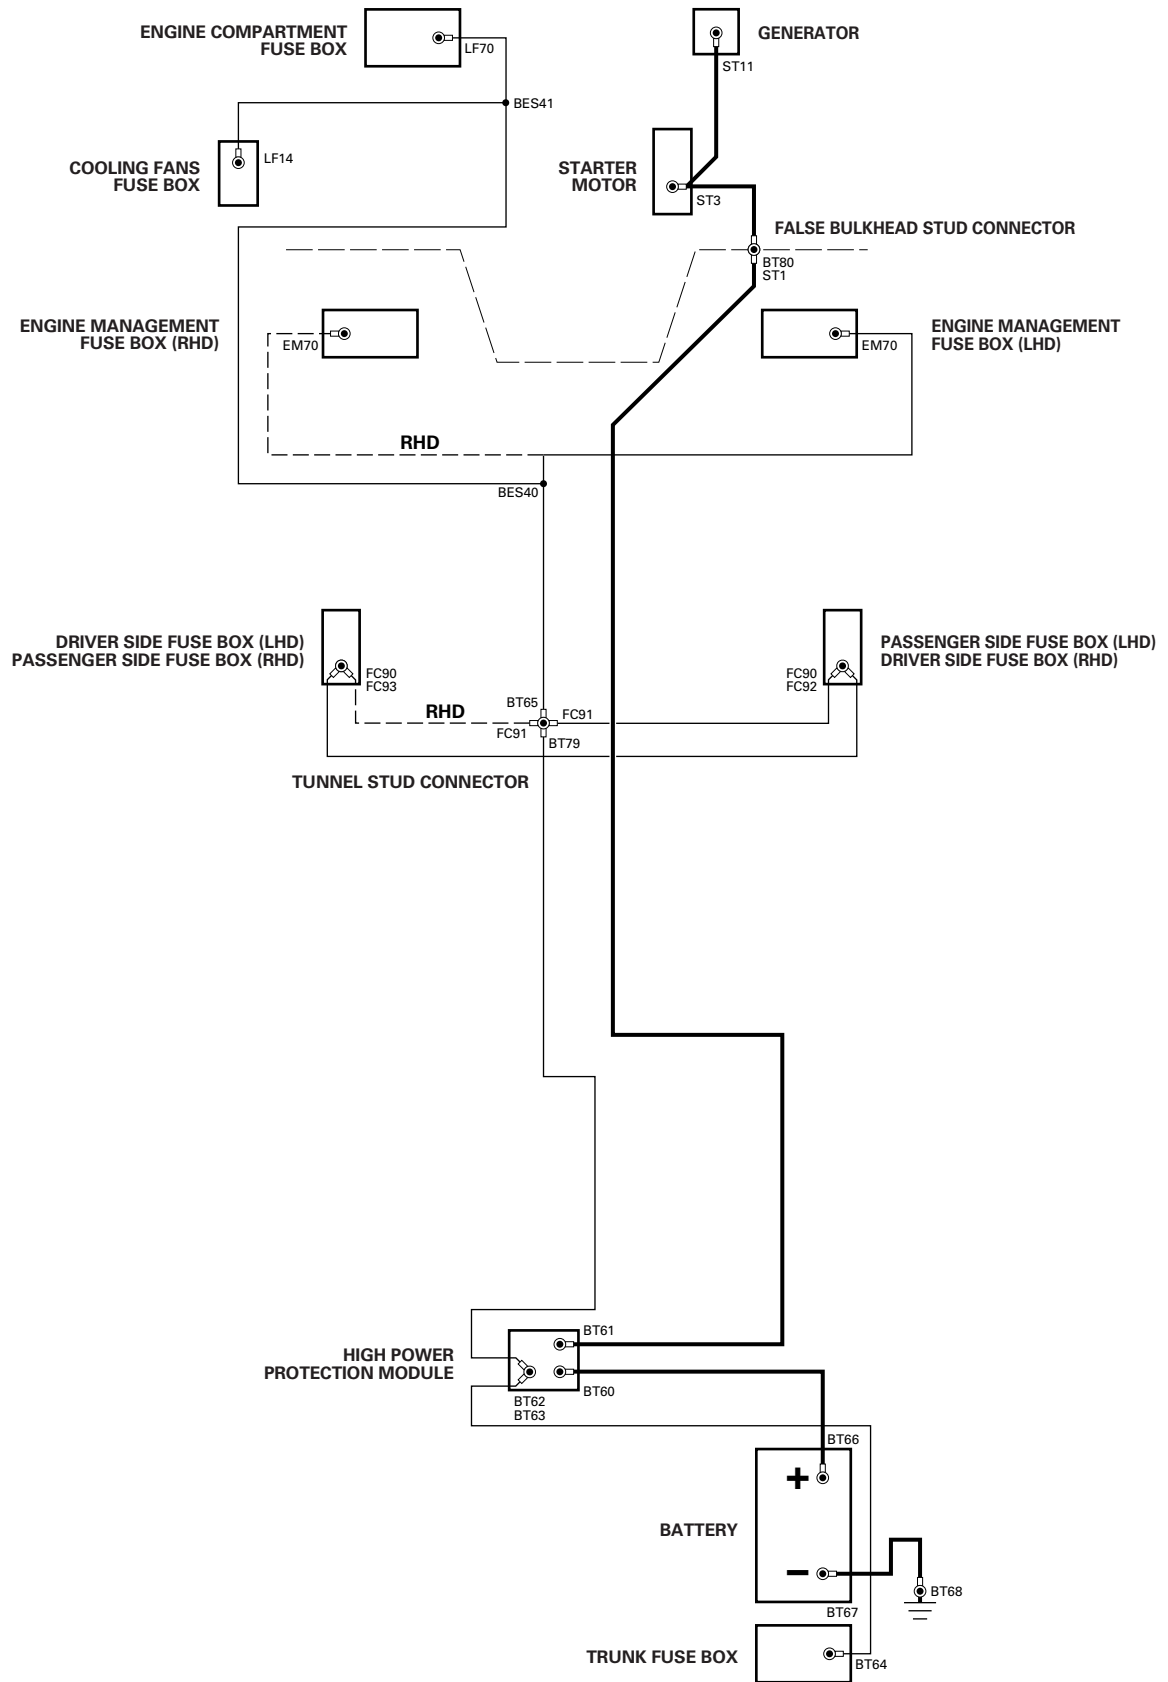 ENGINE COMPARTMENT
FUSE BOX
LF70
GENERATOR
ST11
BES41
COOLING FANS
FUSE BOX
LF14
STARTER
MOTOR
ST3
FALSE BULKHEAD STUD CONNECTOR
BT80
ST1
ENGINE MANAGEMENT
FUSE BOX (RHD)
EM70
EM70
ENGINE MANAGEMENT
FUSE BOX (LHD)
RHD
BES40
DRIVER SIDE FUSE BOX (LHD)
PASSENGER SIDE FUSE BOX (RHD)
FC90
FC93
FC90
FC92
PASSENGER SIDE FUSE BOX (LHD)
DRIVER SIDE FUSE BOX (RHD)
RHD
BT65
FC91
FC91
BT79
TUNNEL STUD CONNECTOR
HIGH POWER
PROTECTION MODULE
BT61
BT60
BT62
BT63
BT66
+
BATTERY
–
BT67
BT68
TRUNK FUSE BOX
BT64